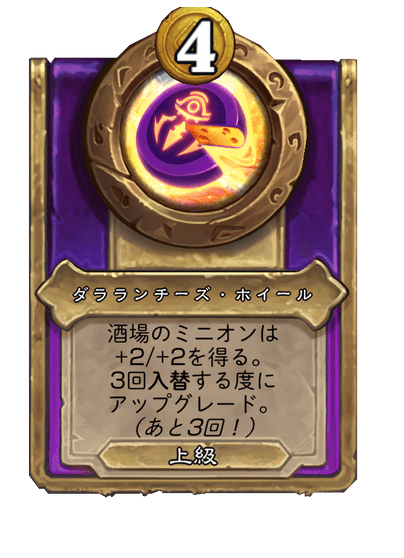 4
ダラランチーズ・ホイール
酒場のミニオンは
+2/+2を得る。
3回入替する度に
アップグレード。
(あと3回！)
上級